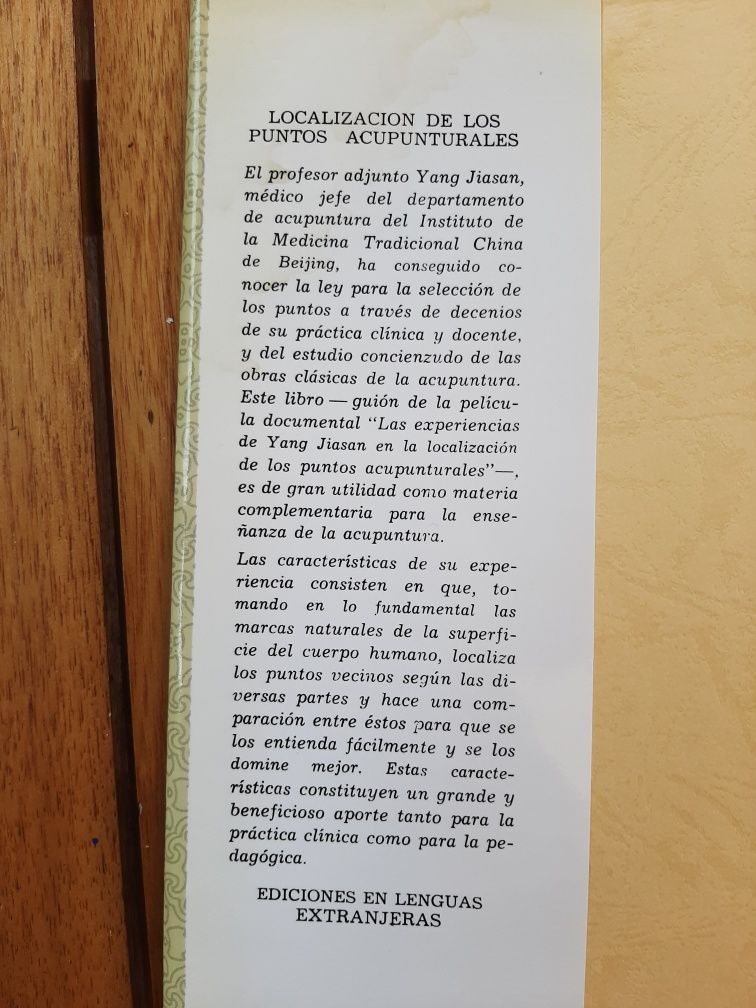 LOCALIZACION DE LOS
PUNTOS ACUPUNTURALES
El profesor adjunto Yang Jiasan,
médico jefe del departamento
de acupuntura del Instituto de
la Medicina Tradicional China
de Beijing, ha conseguido co-
nocer la ley para la selección de
los puntos a través de decenios
de su práctica clínica y docente,
y del estudio concienzudo de las
obras clásicas de la acupuntura.
Este libro — guión de la pelícu-
la documental “Las experiencias
de Yang Jiasan en la localización
de los puntos acupunturales”—,
es de gran utilidad como materia
complementaria para la ense-
ñanza de la acupuntura.
Las características de su expe-
riencia consisten en que, to-
mando en lo fundamental las
marcas naturales de la superfi-
cie del cuerpo humano, localiza
los puntos vecinos según las di-
versas partes y hace una com-
paración entre éstos para que se
los entienda fácilmente y se los
domine mejor. Estas caracte-
rísticas constituyen un grande y
beneficioso aporte tanto para la
práctica clínica como para la pe-
dagógica.
EDICIONES EN LENGUAS
EXTRANJERAS